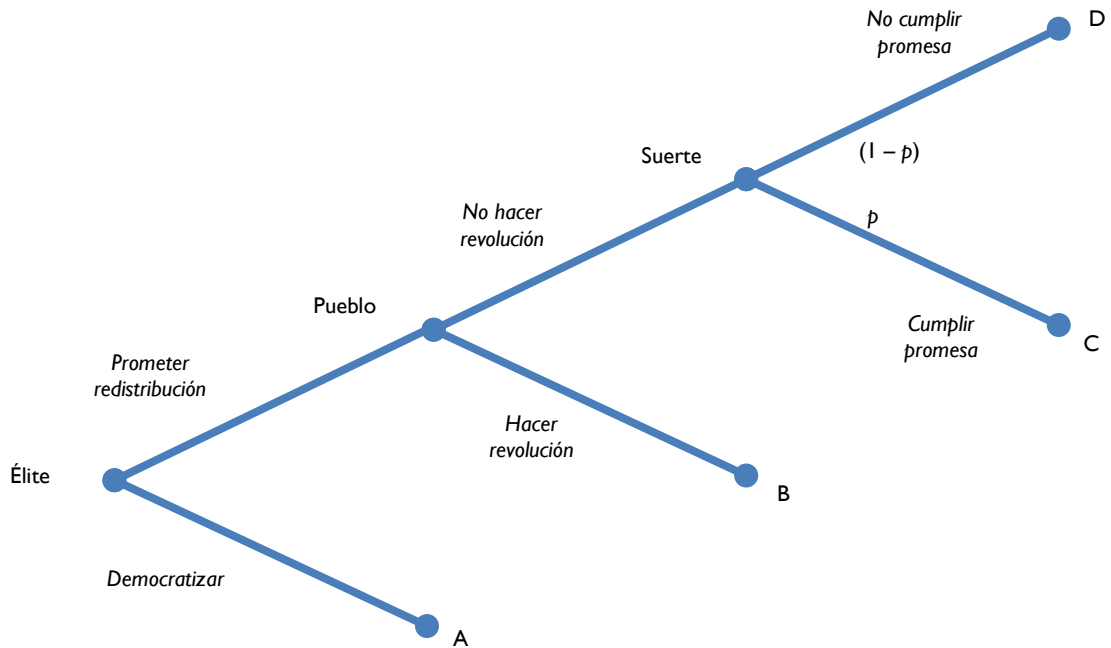 No cumplir
promesa
D
Suerte
(1 – p)
No hacer
revolución
p
Pueblo
Cumplir
promesa
C
Prometer
redistribución
Hacer
revolución
Élite
B
Democratizar
A